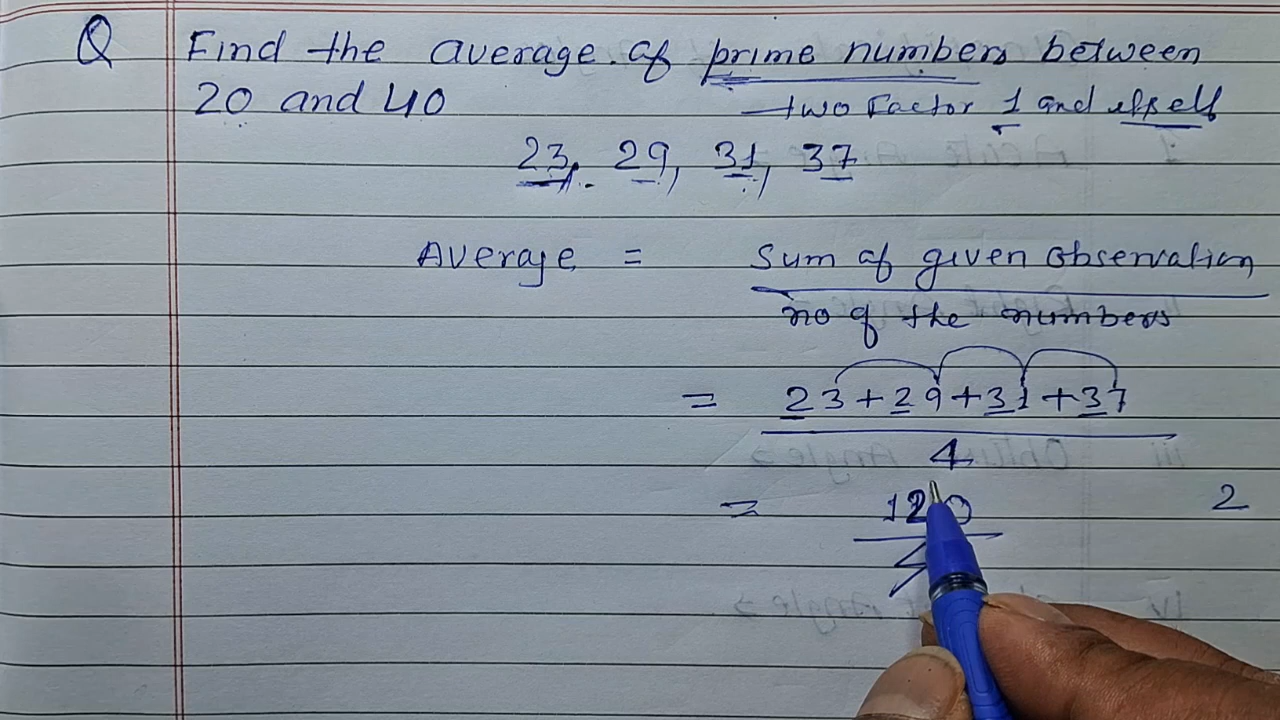 Q Find the average of prime numbers between
20 and 40 two Factor 1 and itself
23, 29, 31, 37
Average = Sum of given observation
no of the numbers
= 23+29+31+37
4
= 120 2
4